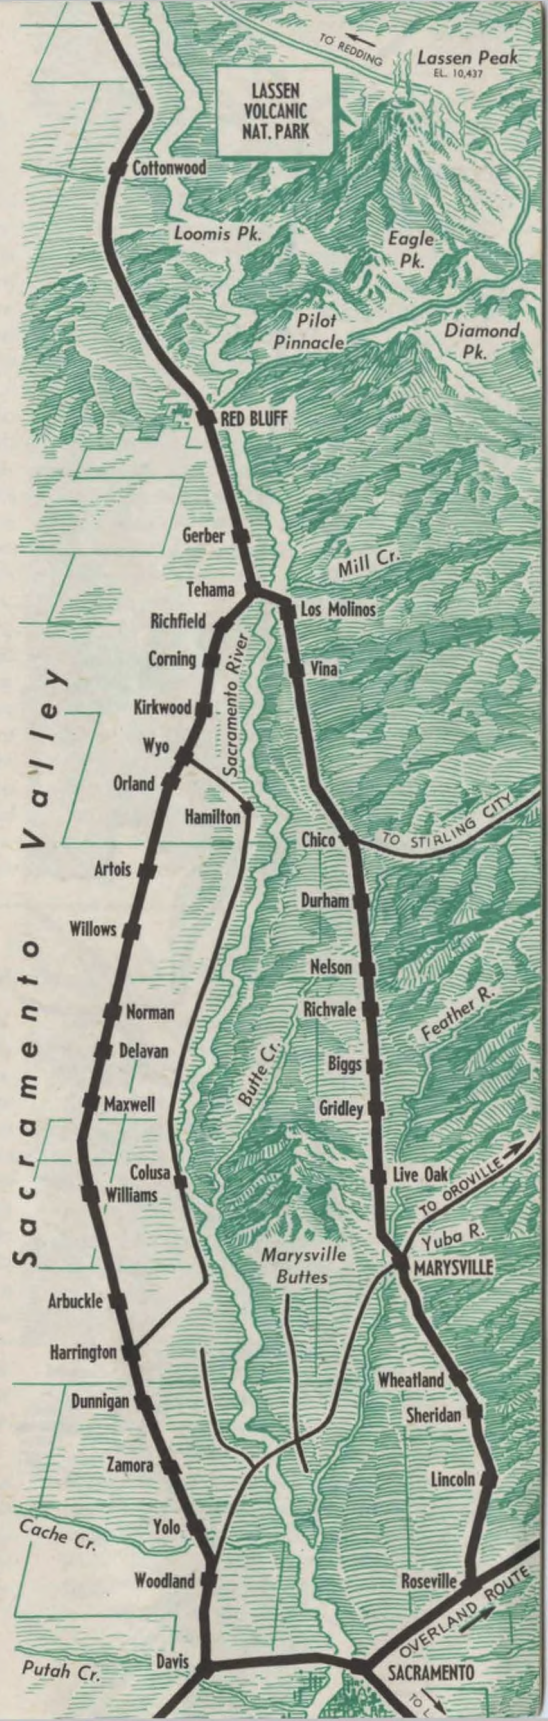 TO REDDING
Lassen Peak
EL. 10,437
LASSEN
VOLCANIC
NAT. PARK
Cottonwood
Loomis Pk.
Eagle
Pk.
Pilot
Pinnacle
Diamond
Pk.
RED BLUFF
Gerber
Mill Cr.
Tehama
Los Molinos
Richfield
Corning
Vina
Kirkwood
Sacramento River
Wyo
Orland
Hamilton
Chico
TO STIRLING CITY
Artois
Durham
Willows
Nelson
Norman
Richvale
Feather R.
Delavan
Butte Cr.
Biggs
Maxwell
Gridley
Colusa
Live Oak
Williams
TO OROVILLE
Yuba R.
Marysville
Buttes
MARYSVILLE
Arbuckle
Harrington
Wheatland
Dunnigan
Sheridan
Zamora
Lincoln
Yolo
Cache Cr.
Woodland
Roseville
OVERLAND ROUTE
Davis
Putah Cr.
SACRAMENTO
TO L
Sacramento Valley